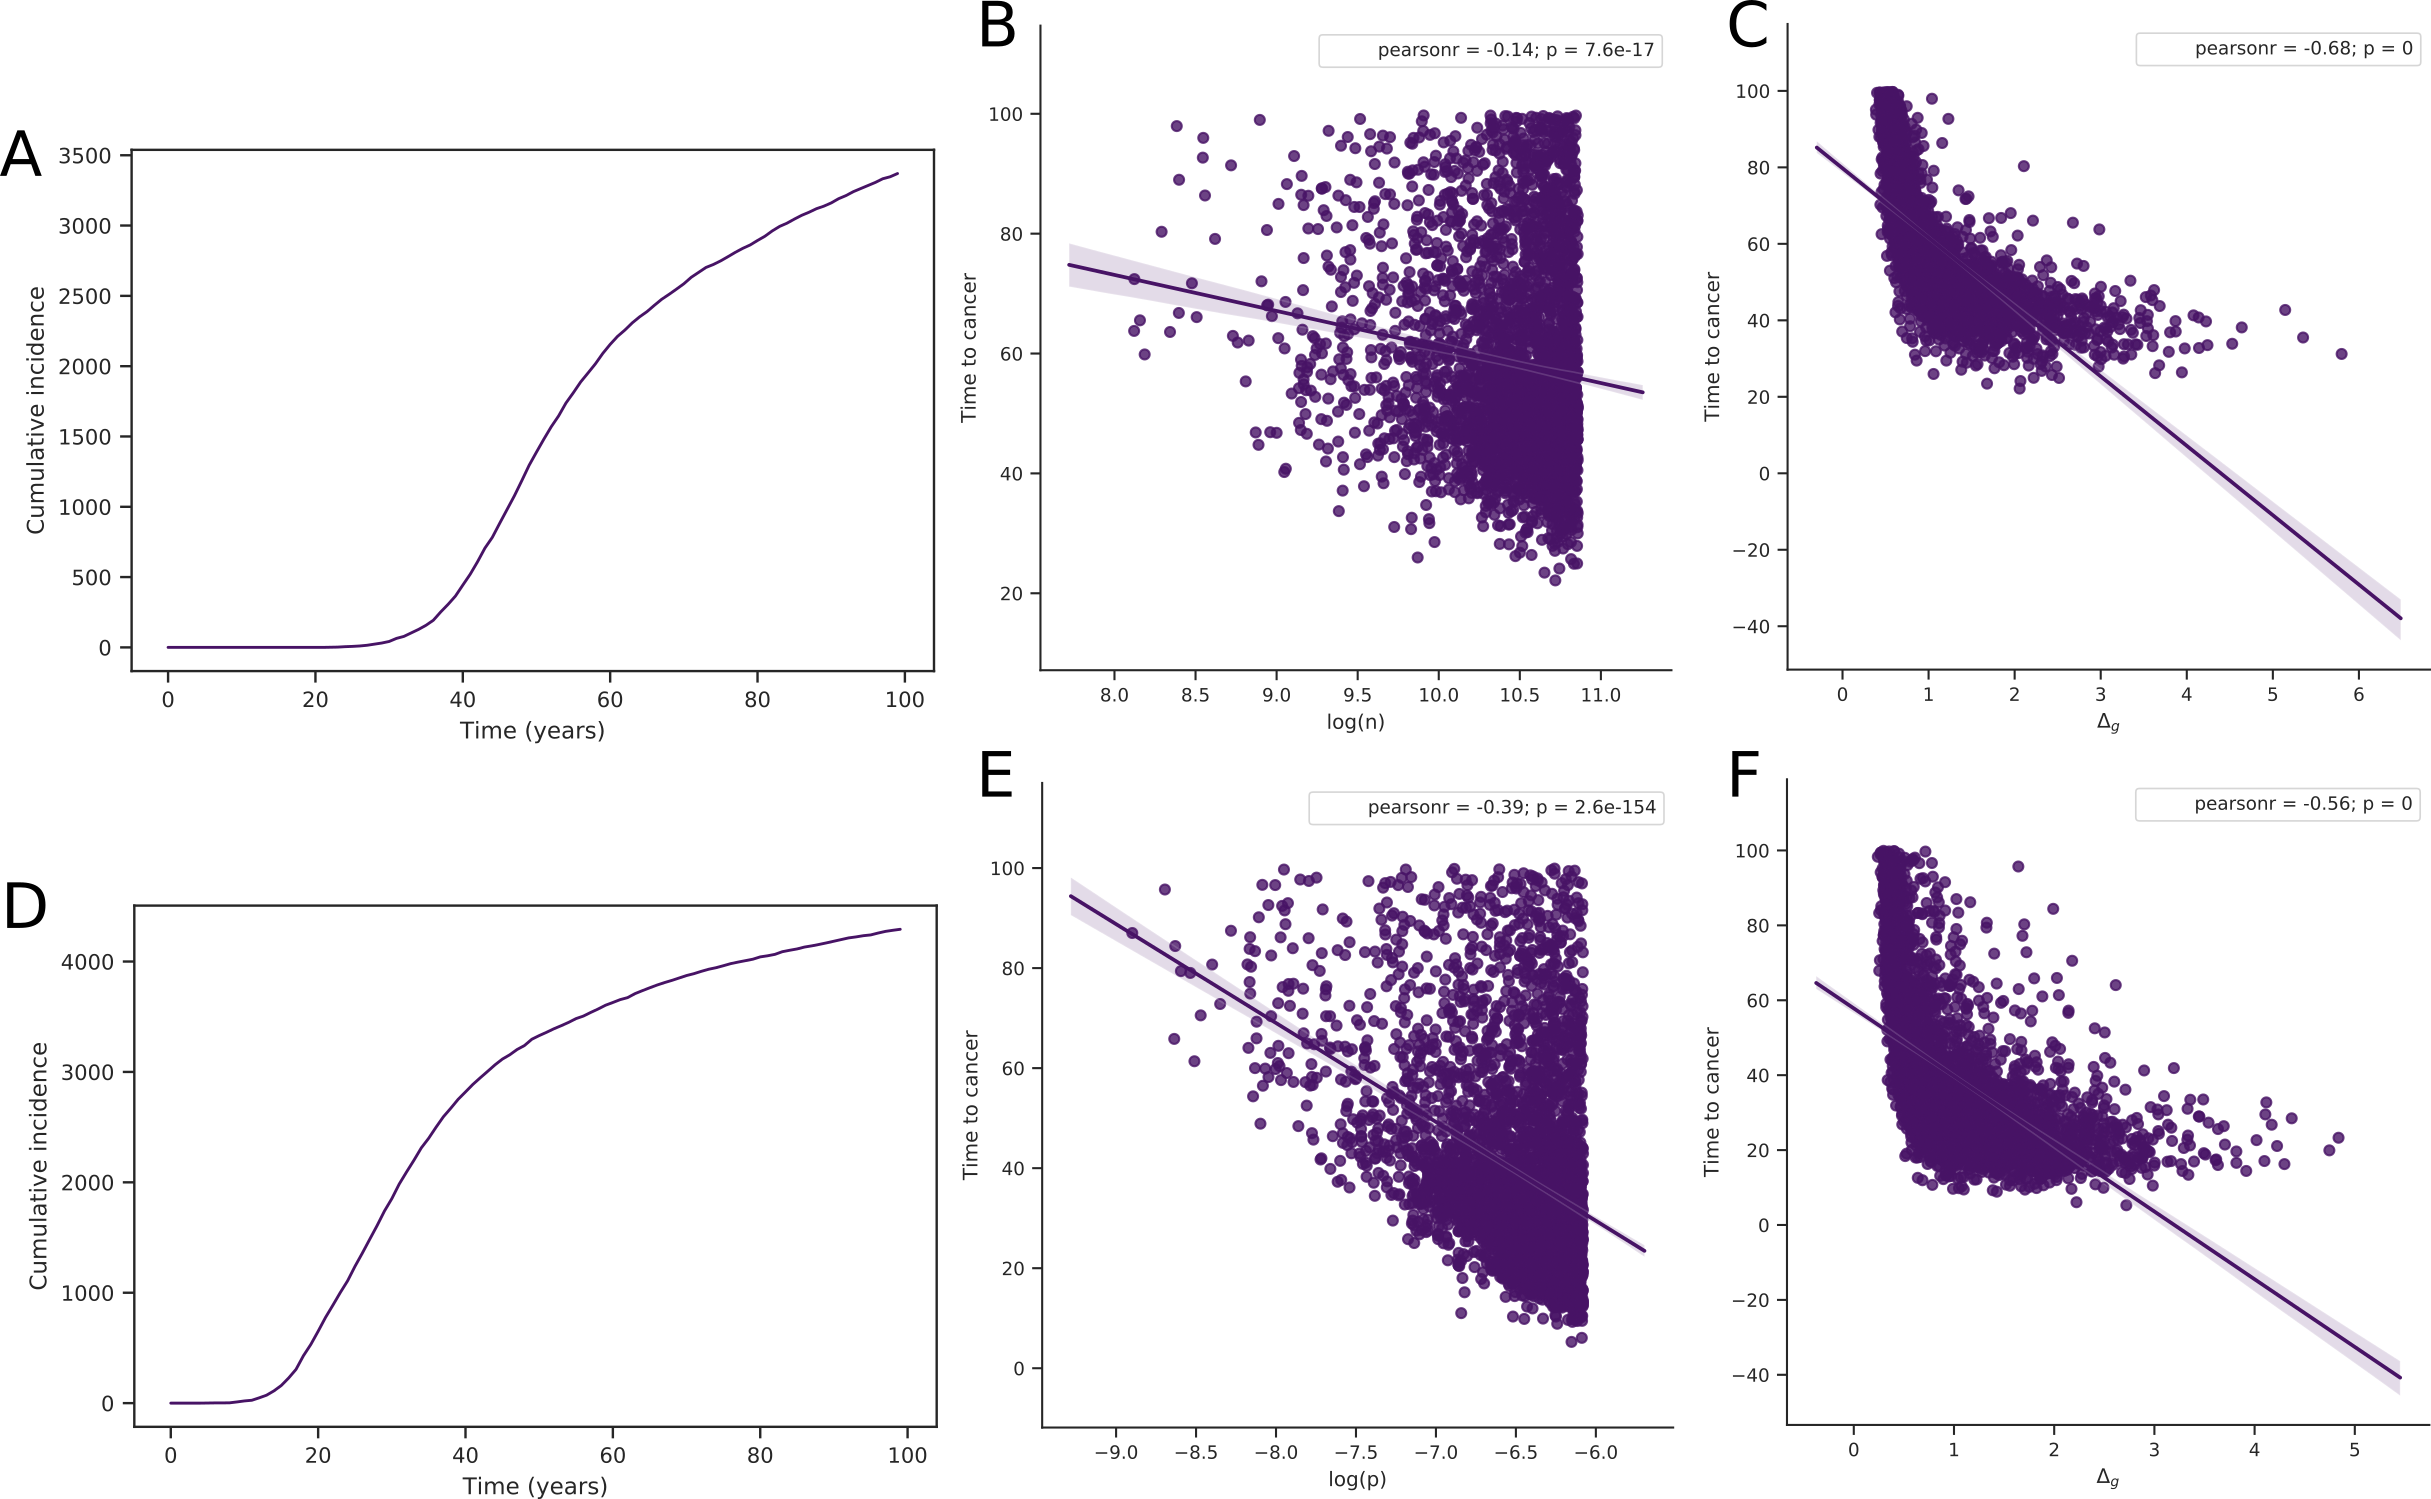 A
3500
3000
2500
2000
1500
1000
500
0
Cumulative incidence
0 20 40 60 80 100
Time (years)
B
pearsonr = -0.14; p = 7.6e-17
100
80
60
40
20
Time to cancer
8.0 8.5 9.0 9.5 10.0 10.5 11.0
log(n)
C
pearsonr = -0.68; p = 0
100
80
60
40
20
0
−20
−40
Time to cancer
0 1 2 3 4 5 6
Δg
D
4000
3000
2000
1000
0
Cumulative incidence
0 20 40 60 80 100
Time (years)
E
pearsonr = -0.39; p = 2.6e-154
100
80
60
40
20
0
Time to cancer
−9.0 −8.5 −8.0 −7.5 −7.0 −6.5 −6.0
log(p)
F
pearsonr = -0.56; p = 0
100
80
60
40
20
0
−20
−40
Time to cancer
0 1 2 3 4 5
Δg